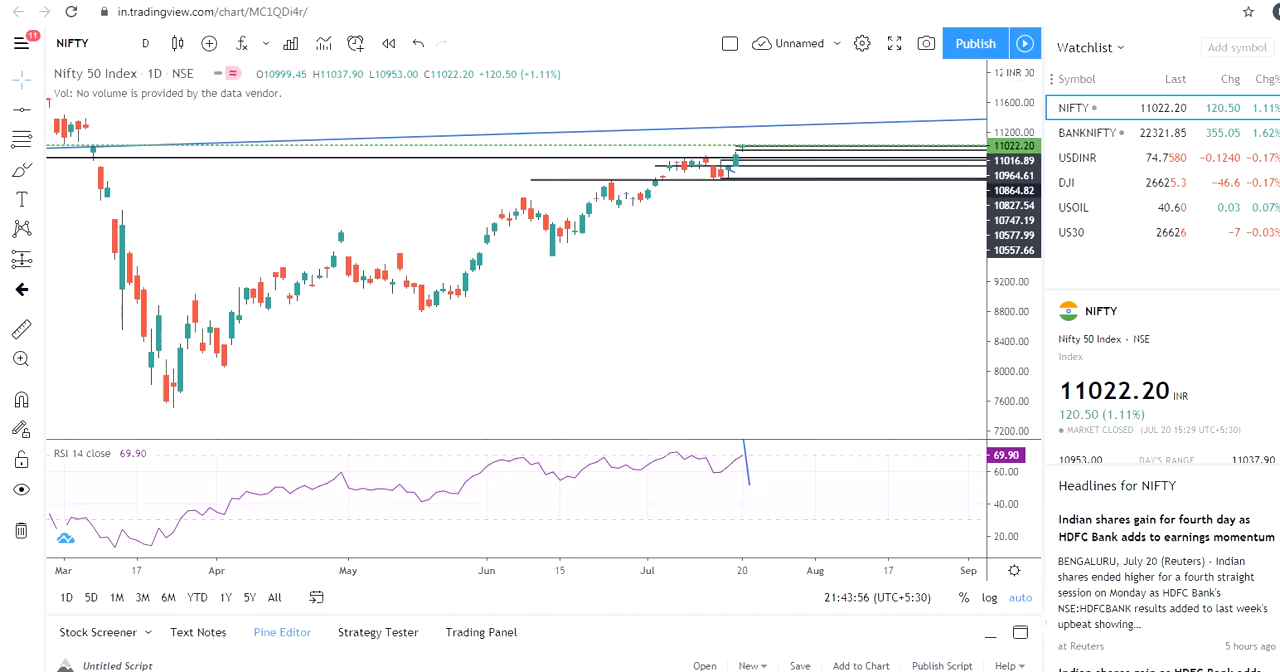 in.tradingview.com/chart/MC1QDi4r/
11
NIFTY D Unnamed Publish
Nifty 50 Index · 1D · NSE O10999.45 H11037.90 L10953.00 C11022.20 +120.50 (+1.11%)
Vol: No volume is provided by the data vendor.
11600.00
11200.00
11022.20
11016.89
10964.61
10864.82
10827.54
10747.19
10577.99
10557.66
9200.00
8800.00
8400.00
8000.00
7600.00
7200.00
RSI 14 close 69.90
69.90
60.00
40.00
20.00
Mar 17 Apr May Jun 15 Jul 20 Aug 17 Sep
1D 5D 1M 3M 6M YTD 1Y 5Y All 21:43:56 (UTC+5:30) % log auto
Stock Screener Text Notes Pine Editor Strategy Tester Trading Panel
Untitled Script Open New Save Add to Chart Publish Script Help
Watchlist Add symbol
Symbol Last Chg Chg%
NIFTY 11022.20 120.50 1.11%
BANKNIFTY 22321.85 355.05 1.62%
USDINR 74.7580 -0.1240 -0.17%
DJI 26625.3 -46.6 -0.17%
USOIL 40.60 0.03 0.07%
US30 26626 -7 -0.03%
NIFTY
Nifty 50 Index · NSE
Index
11022.20 INR
120.50 (1.11%)
MARKET CLOSED (JUL 20 15:29 UTC+5:30)
10953.00 DAY'S RANGE 11037.90
Headlines for NIFTY
Indian shares gain for fourth day as
HDFC Bank adds to earnings momentum
BENGALURU, July 20 (Reuters) - Indian
shares ended higher for a fourth straight
session on Monday as HDFC Bank's
NSE:HDFCBANK results added to last week's
upbeat showing...
at Reuters 5 hours ago